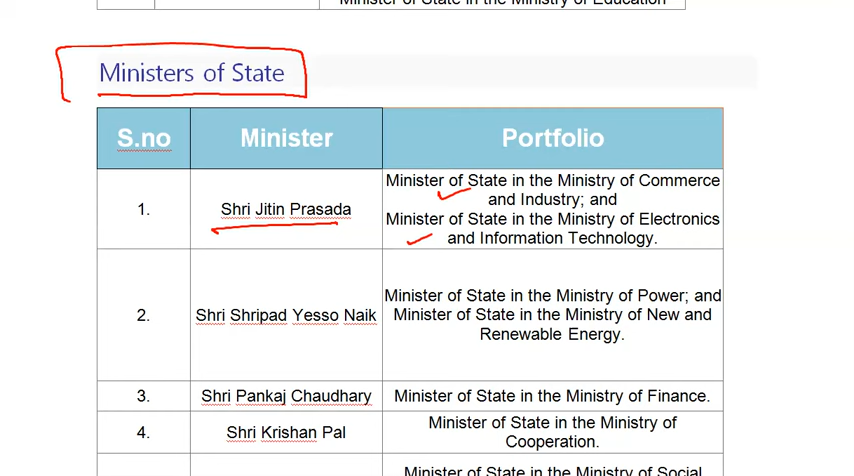 Minister of State in the Ministry of Education
Ministers of State
S.no Minister Portfolio
1. Shri Jitin Prasada Minister of State in the Ministry of Commerce
and Industry; and
Minister of State in the Ministry of Electronics
and Information Technology.
2. Shri Shripad Yesso Naik Minister of State in the Ministry of Power; and
Minister of State in the Ministry of New and
Renewable Energy.
3. Shri Pankaj Chaudhary Minister of State in the Ministry of Finance.
4. Shri Krishan Pal Minister of State in the Ministry of
Cooperation.
Minister of State in the Ministry of Social